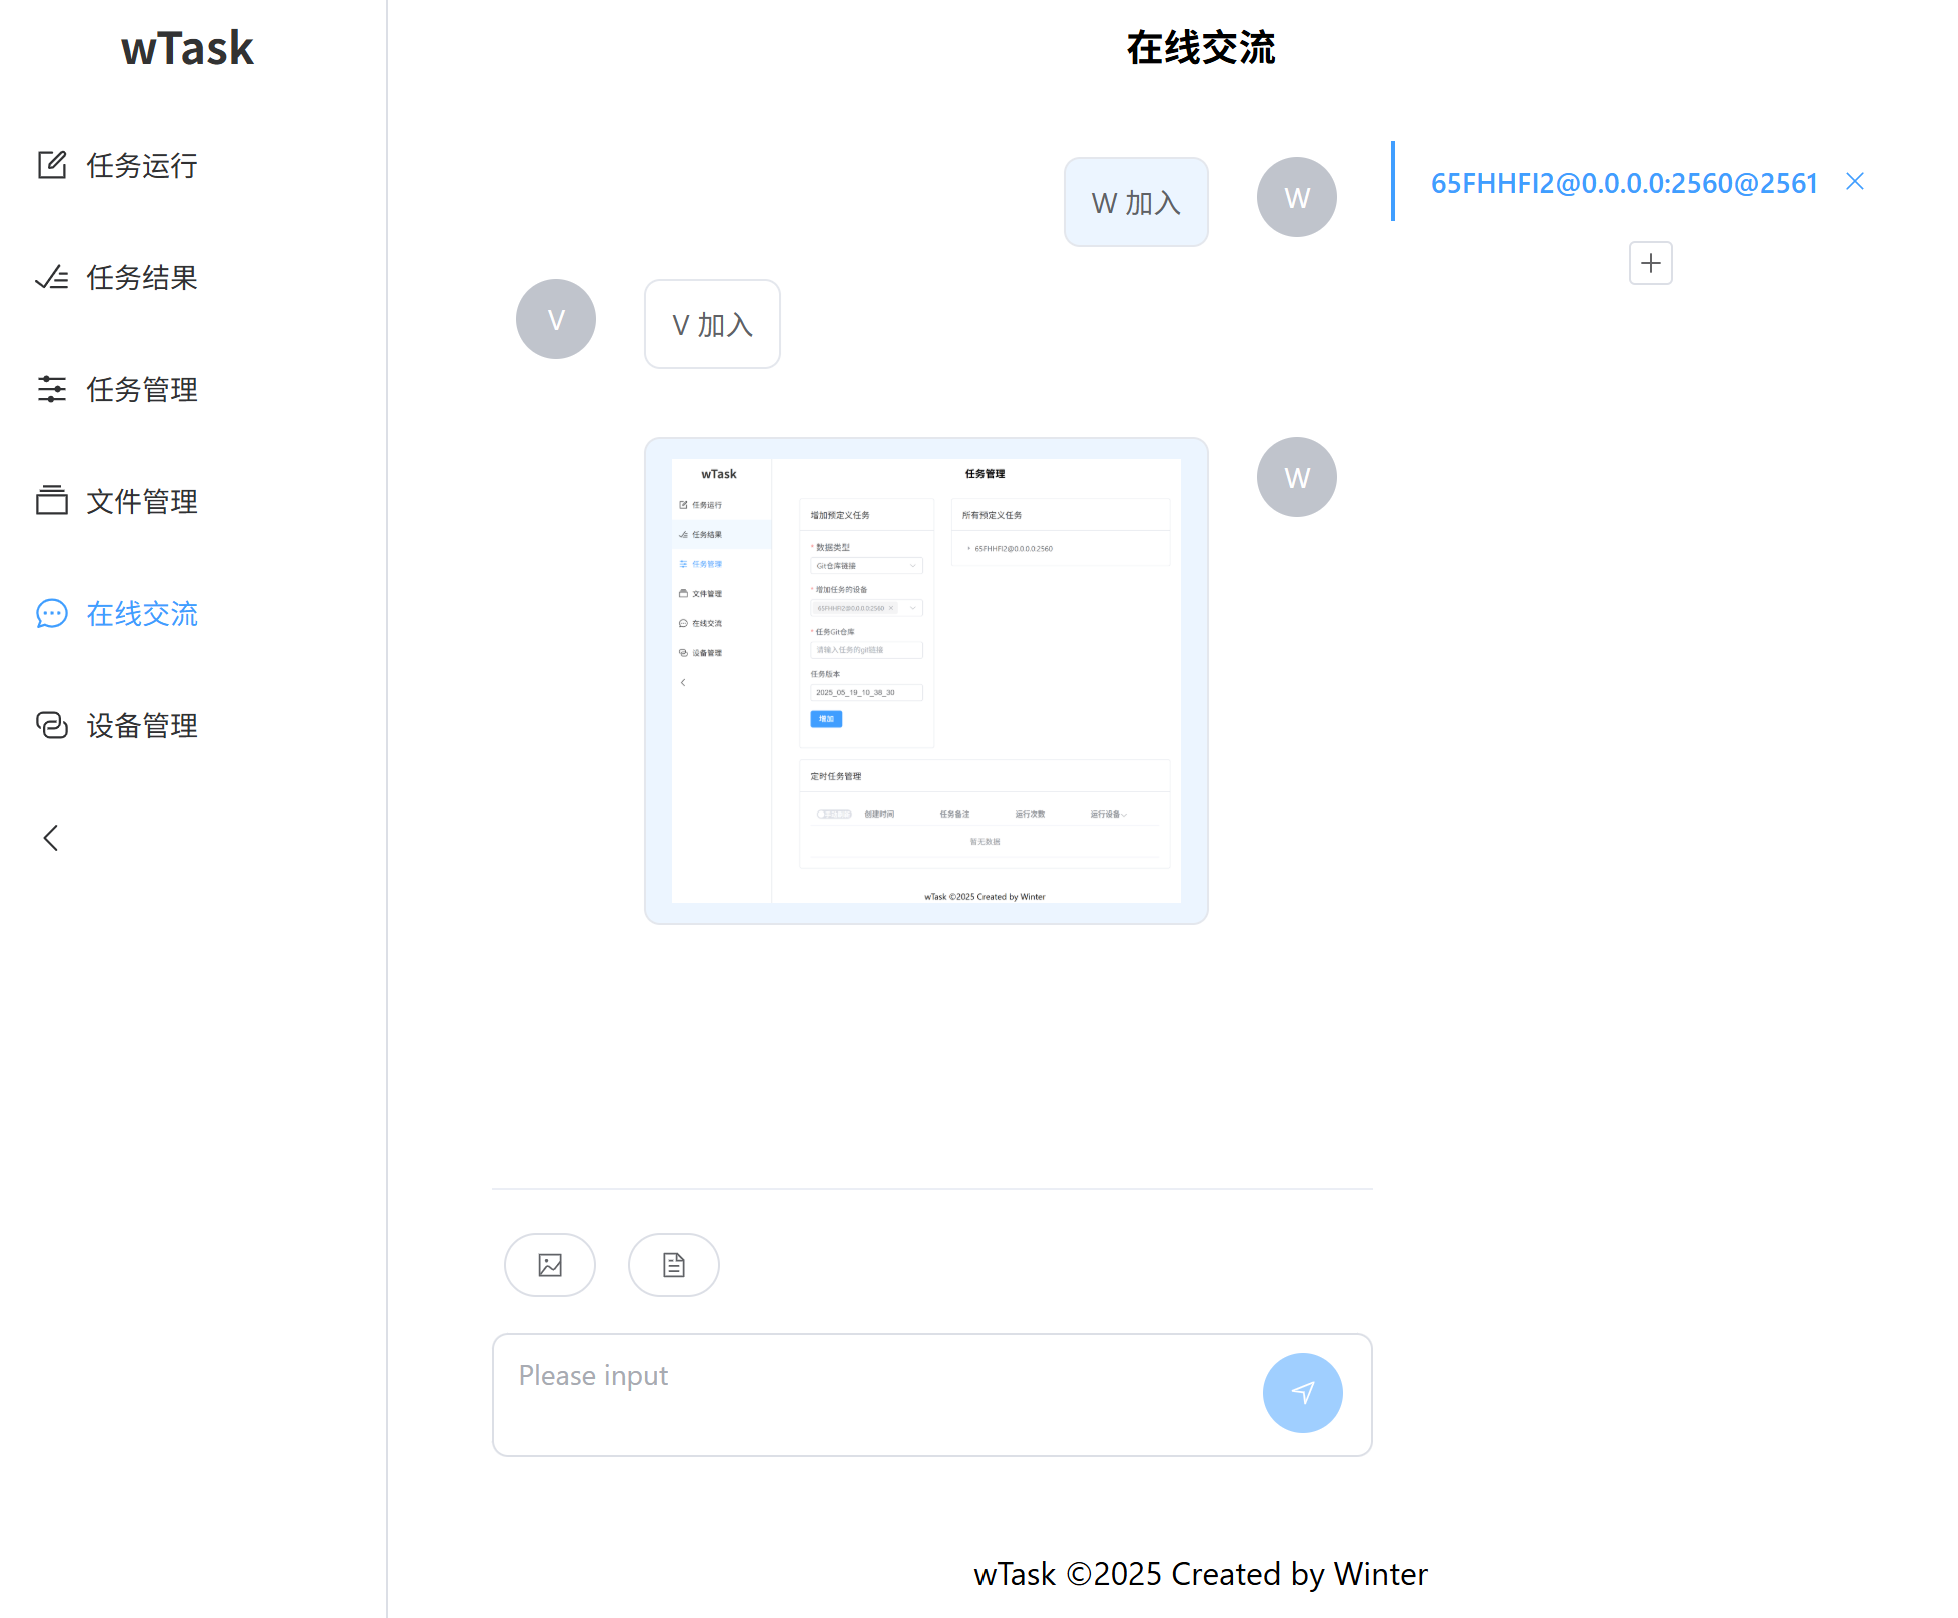 wTask
任务运行
任务结果
任务管理
文件管理
在线交流
设备管理
在线交流
W 加入
W
65FHHFI2@0.0.0.0:2560@2561
V
V 加入
W
wTask
任务运行
任务结果
任务管理
文件管理
在线交流
设备管理
任务管理
增加预定义任务
* 数据类型
Git仓库链接
* 增加任务的设备
65FHHFI2@0.0.0.0:2560
* 任务Git仓库
请输入任务的git链接
任务版本
2025_05_19_10_38_30
增加
所有预定义任务
65FHHFI2@0.0.0.0:2560
定时任务管理
创建时间 任务备注 运行次数 运行设备
暂无数据
wTask ©2025 Created by Winter
Please input
wTask ©2025 Created by Winter